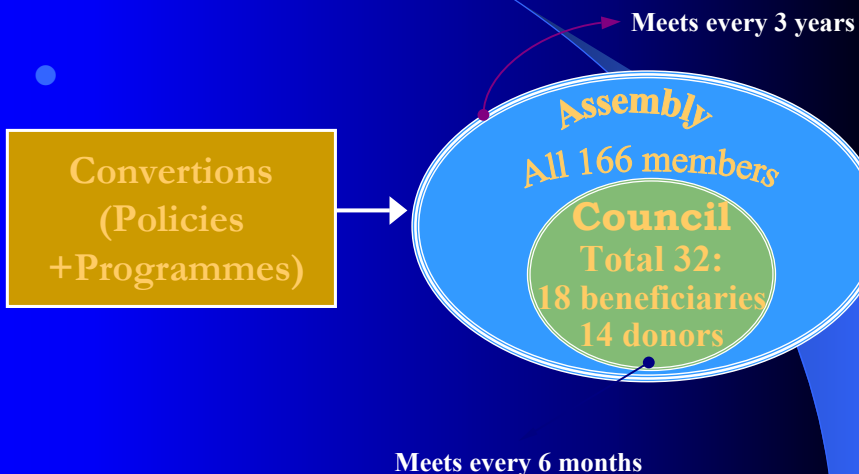 Meets every 3 years
Convertions
(Policies
+Programmes)
Assembly
All 166 members
Council
Total 32:
18 beneficiaries
14 donors
Meets every 6 months